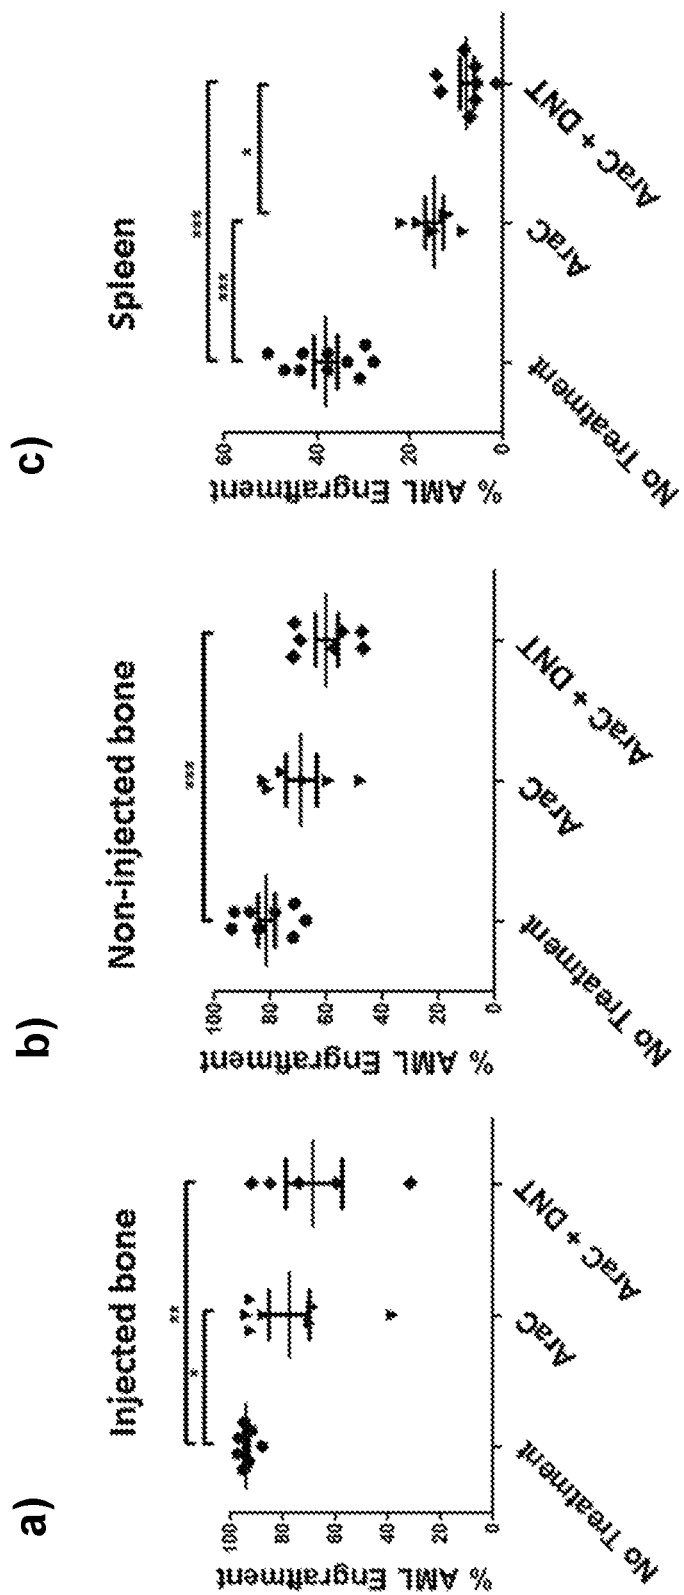 a)
Injected bone
**
*
% AML Engraftment
100
80
60
40
20
0
No Treatment
AraC
AraC + DNT
b)
Non-injected bone
***
% AML Engraftment
100
80
60
40
20
0
No Treatment
AraC
AraC + DNT
c)
Spleen
***
***
*
% AML Engraftment
60
40
20
0
No Treatment
AraC
AraC + DNT